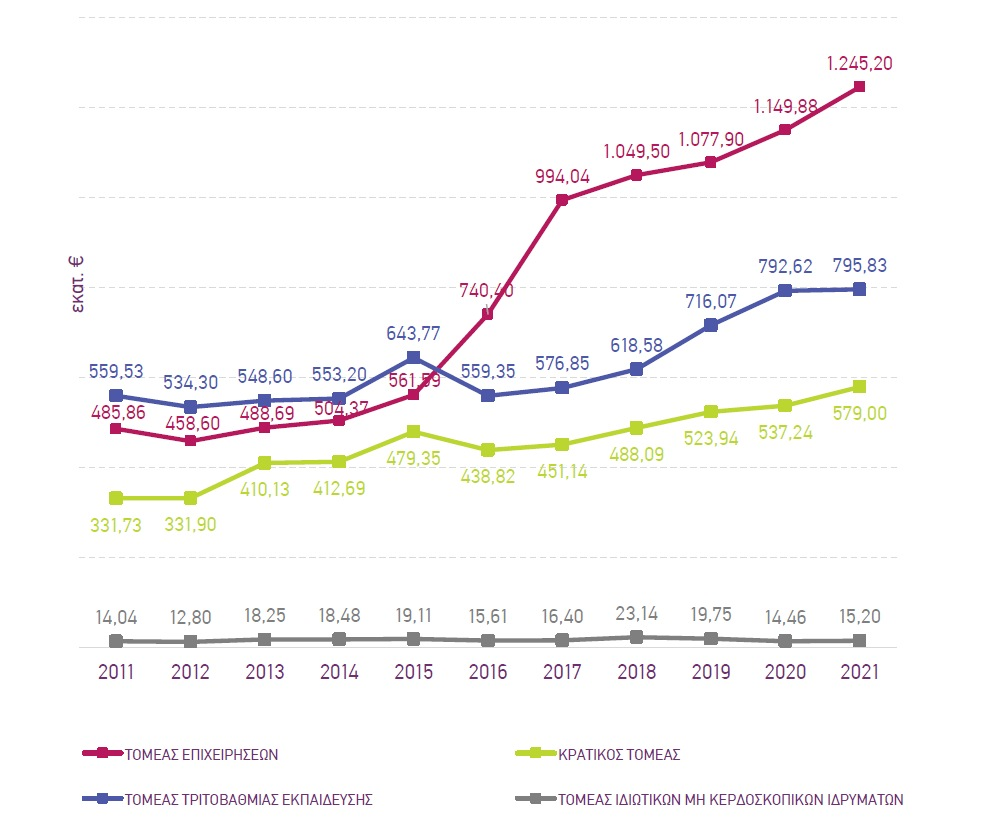 1.245,20
1.149,88
1.077,90
1.049,50
994,04
εκατ. €
740,40
792,62 795,83
716,07
643,77
618,58
559,53 534,30 548,60 553,20 561,59 559,35 576,85
485,86 458,60 488,69 504,37
579,00
537,24
523,94
488,09
479,35
451,14
438,82
410,13 412,69
331,73 331,90
14,04 12,80 18,25 18,48 19,11 15,61 16,40 23,14 19,75 14,46 15,20
2011 2012 2013 2014 2015 2016 2017 2018 2019 2020 2021
ΤΟΜΕΑΣ ΕΠΙΧΕΙΡΗΣΕΩΝ ΚΡΑΤΙΚΟΣ ΤΟΜΕΑΣ
ΤΟΜΕΑΣ ΤΡΙΤΟΒΑΘΜΙΑΣ ΕΚΠΑΙΔΕΥΣΗΣ ΤΟΜΕΑΣ ΙΔΙΩΤΙΚΩΝ ΜΗ ΚΕΡΔΟΣΚΟΠΙΚΩΝ ΙΔΡΥΜΑΤΩΝ